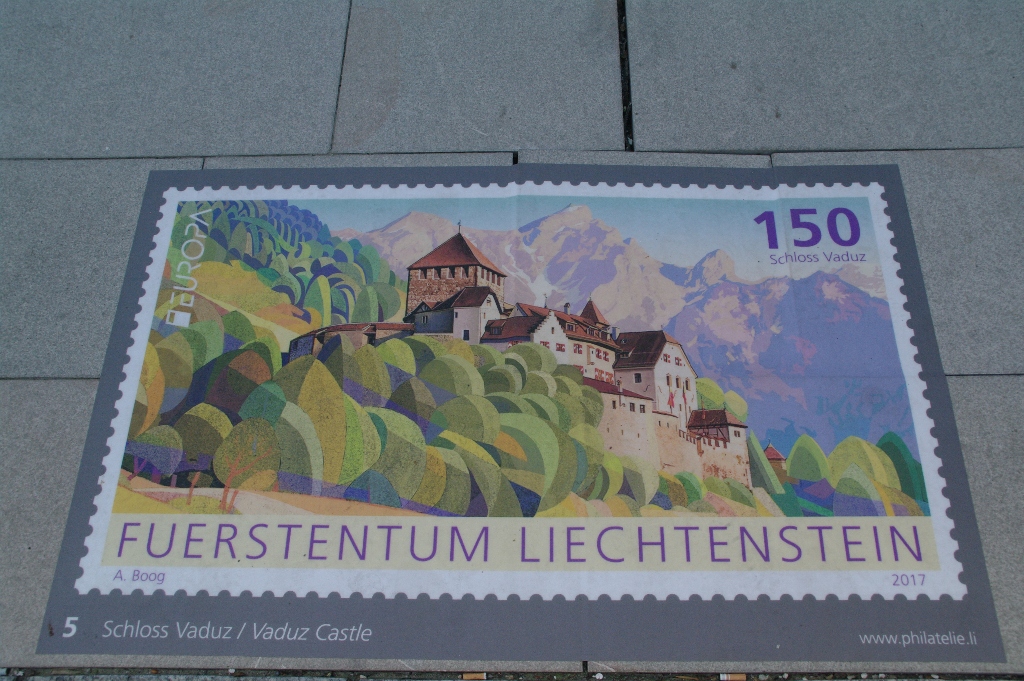 EUROPA
150
Schloss Vaduz
FUERSTENTUM LIECHTENSTEIN
A. Boog 2017
5 Schloss Vaduz / Vaduz Castle
www.philatelie.li